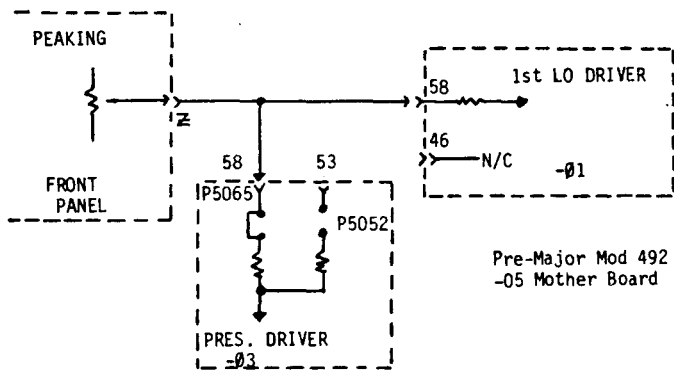 PEAKING
58
1st LO DRIVER
Z
46
N/C
-Ø1
58
53
P5065
P5052
FRONT
PANEL
Pre-Major Mod 492
-05 Mother Board
PRES. DRIVER
-Ø3